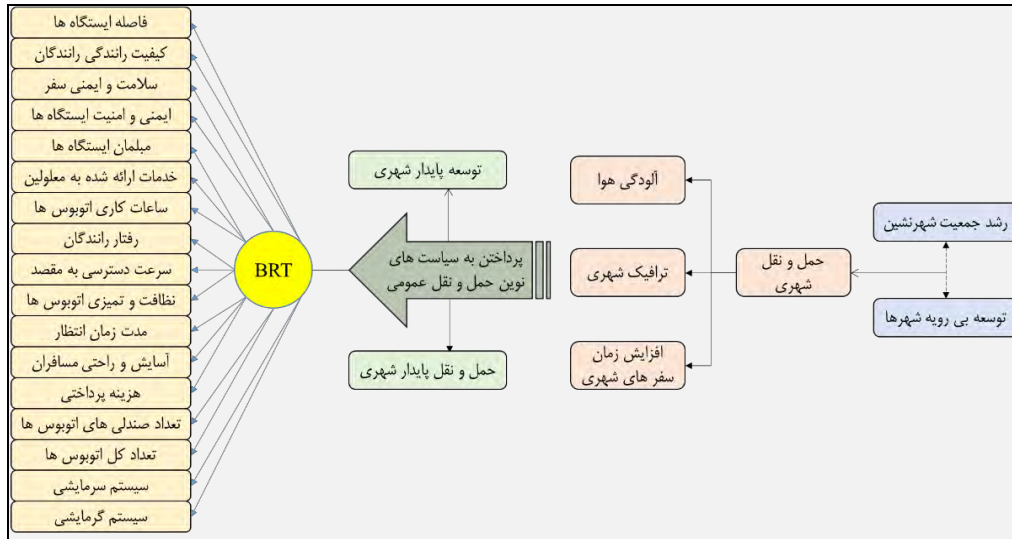 رشد جمعیت شهرنشین
توسعه بی رویه شهرها
حمل و نقل
شهری
آلودگی هوا
ترافیک شهری
افزایش زمان
سفر های شهری
توسعه پایدار شهری
پرداختن به سیاست های
نوین حمل و نقل عمومی
حمل و نقل پایدار شهری
BRT
فاصله ایستگاه ها
کیفیت رانندگی رانندگان
سلامت و ایمنی سفر
ایمنی و امنیت ایستگاه ها
مبلمان ایستگاه ها
خدمات ارائه شده به معلولین
ساعات کاری اتوبوس ها
رفتار رانندگان
سرعت دسترسی به مقصد
نظافت و تمیزی اتوبوس ها
مدت زمان انتظار
آسایش و راحتی مسافران
هزینه پرداختی
تعداد صندلی های اتوبوس ها
تعداد کل اتوبوس ها
سیستم سرمایشی
سیستم گرمایشی